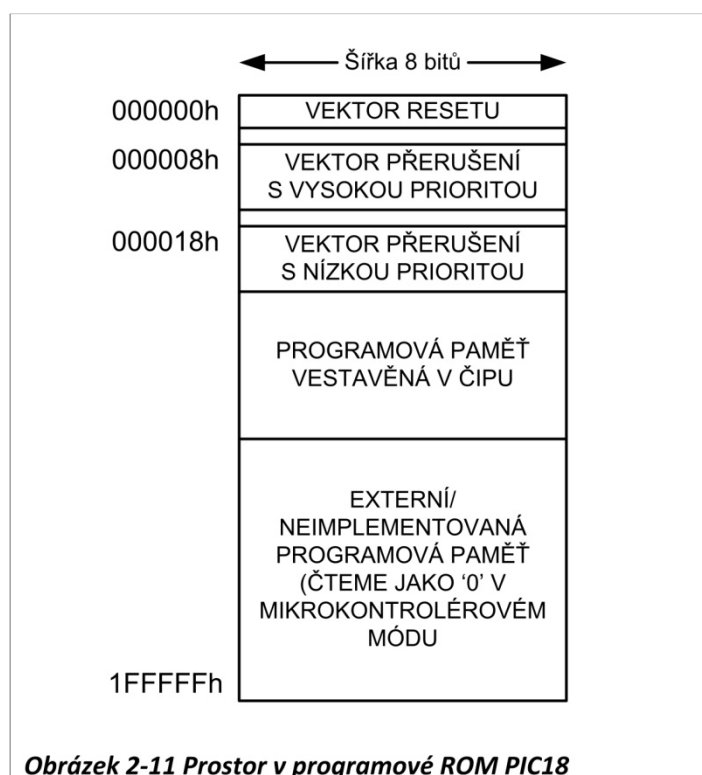 Šířka 8 bitů
000000h
VEKTOR RESETU
000008h
VEKTOR PŘERUŠENÍ
S VYSOKOU PRIORITOU
000018h
VEKTOR PŘERUŠENÍ
S NÍZKOU PRIORITOU
PROGRAMOVÁ PAMĚŤ
VESTAVĚNÁ V ČIPU
EXTERNÍ/
NEIMPLEMENTOVANÁ
PROGRAMOVÁ PAMĚŤ
(ČTEME JAKO ‘0’ V
MIKROKONTROLÉROVÉM
MÓDU
1FFFFFh
Obrázek 2-11 Prostor v programové ROM PIC18